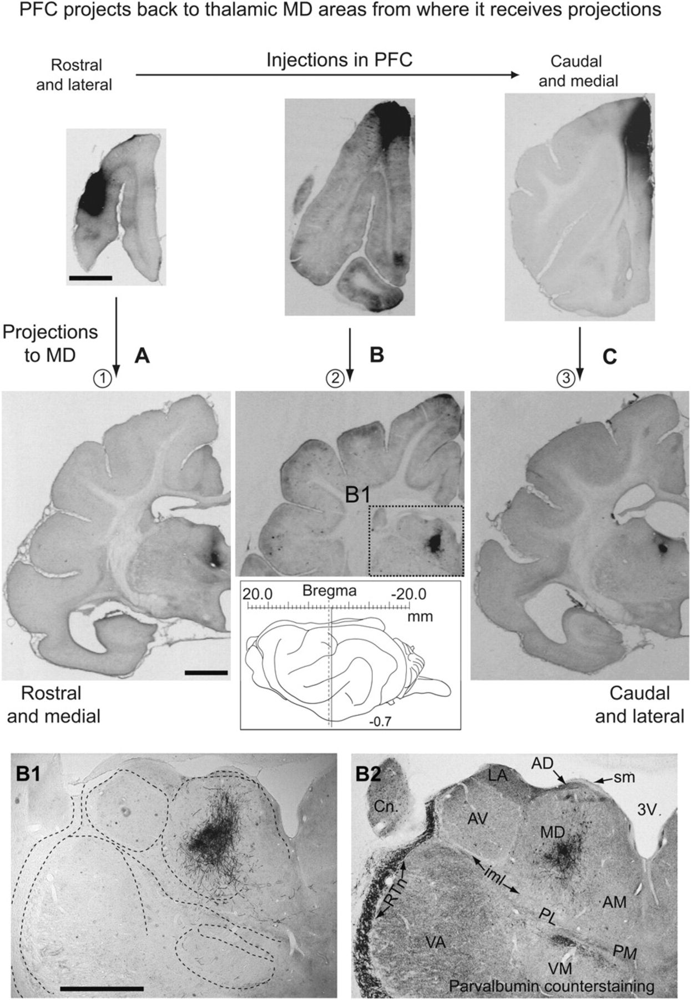 PFC projects back to thalamic MD areas from where it receives projections
Rostral
and lateral
Injections in PFC
Caudal
and medial
Projections
to MD
A
B
C
1
2
3
B1
20.0
Bregma
-20.0
mm
-0.7
Rostral
and medial
Caudal
and lateral
B1
B2
Cn.
LA
AD
sm
3V.
AV
MD
iml
RTn
AM
PL
VA
PM
VM
Parvalbumin counterstaining